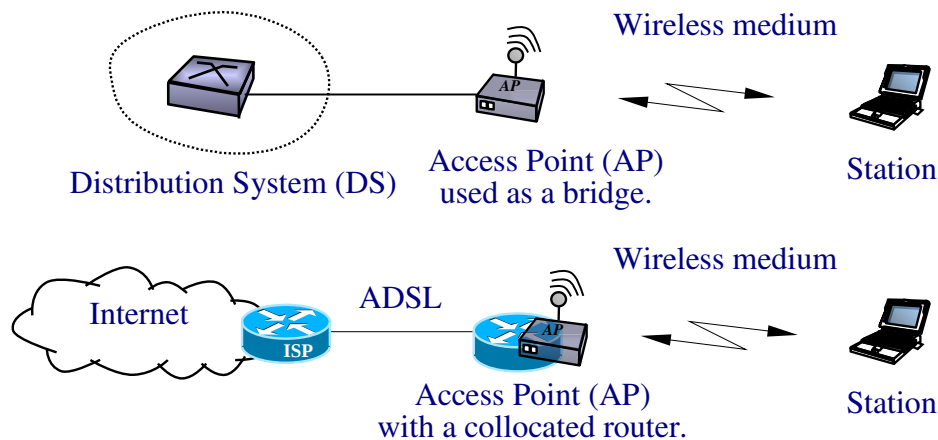 Wireless medium
AP
Distribution System (DS)
Access Point (AP)
used as a bridge.
Station
Wireless medium
Internet
ADSL
ISP
AP
Access Point (AP)
with a collocated router.
Station